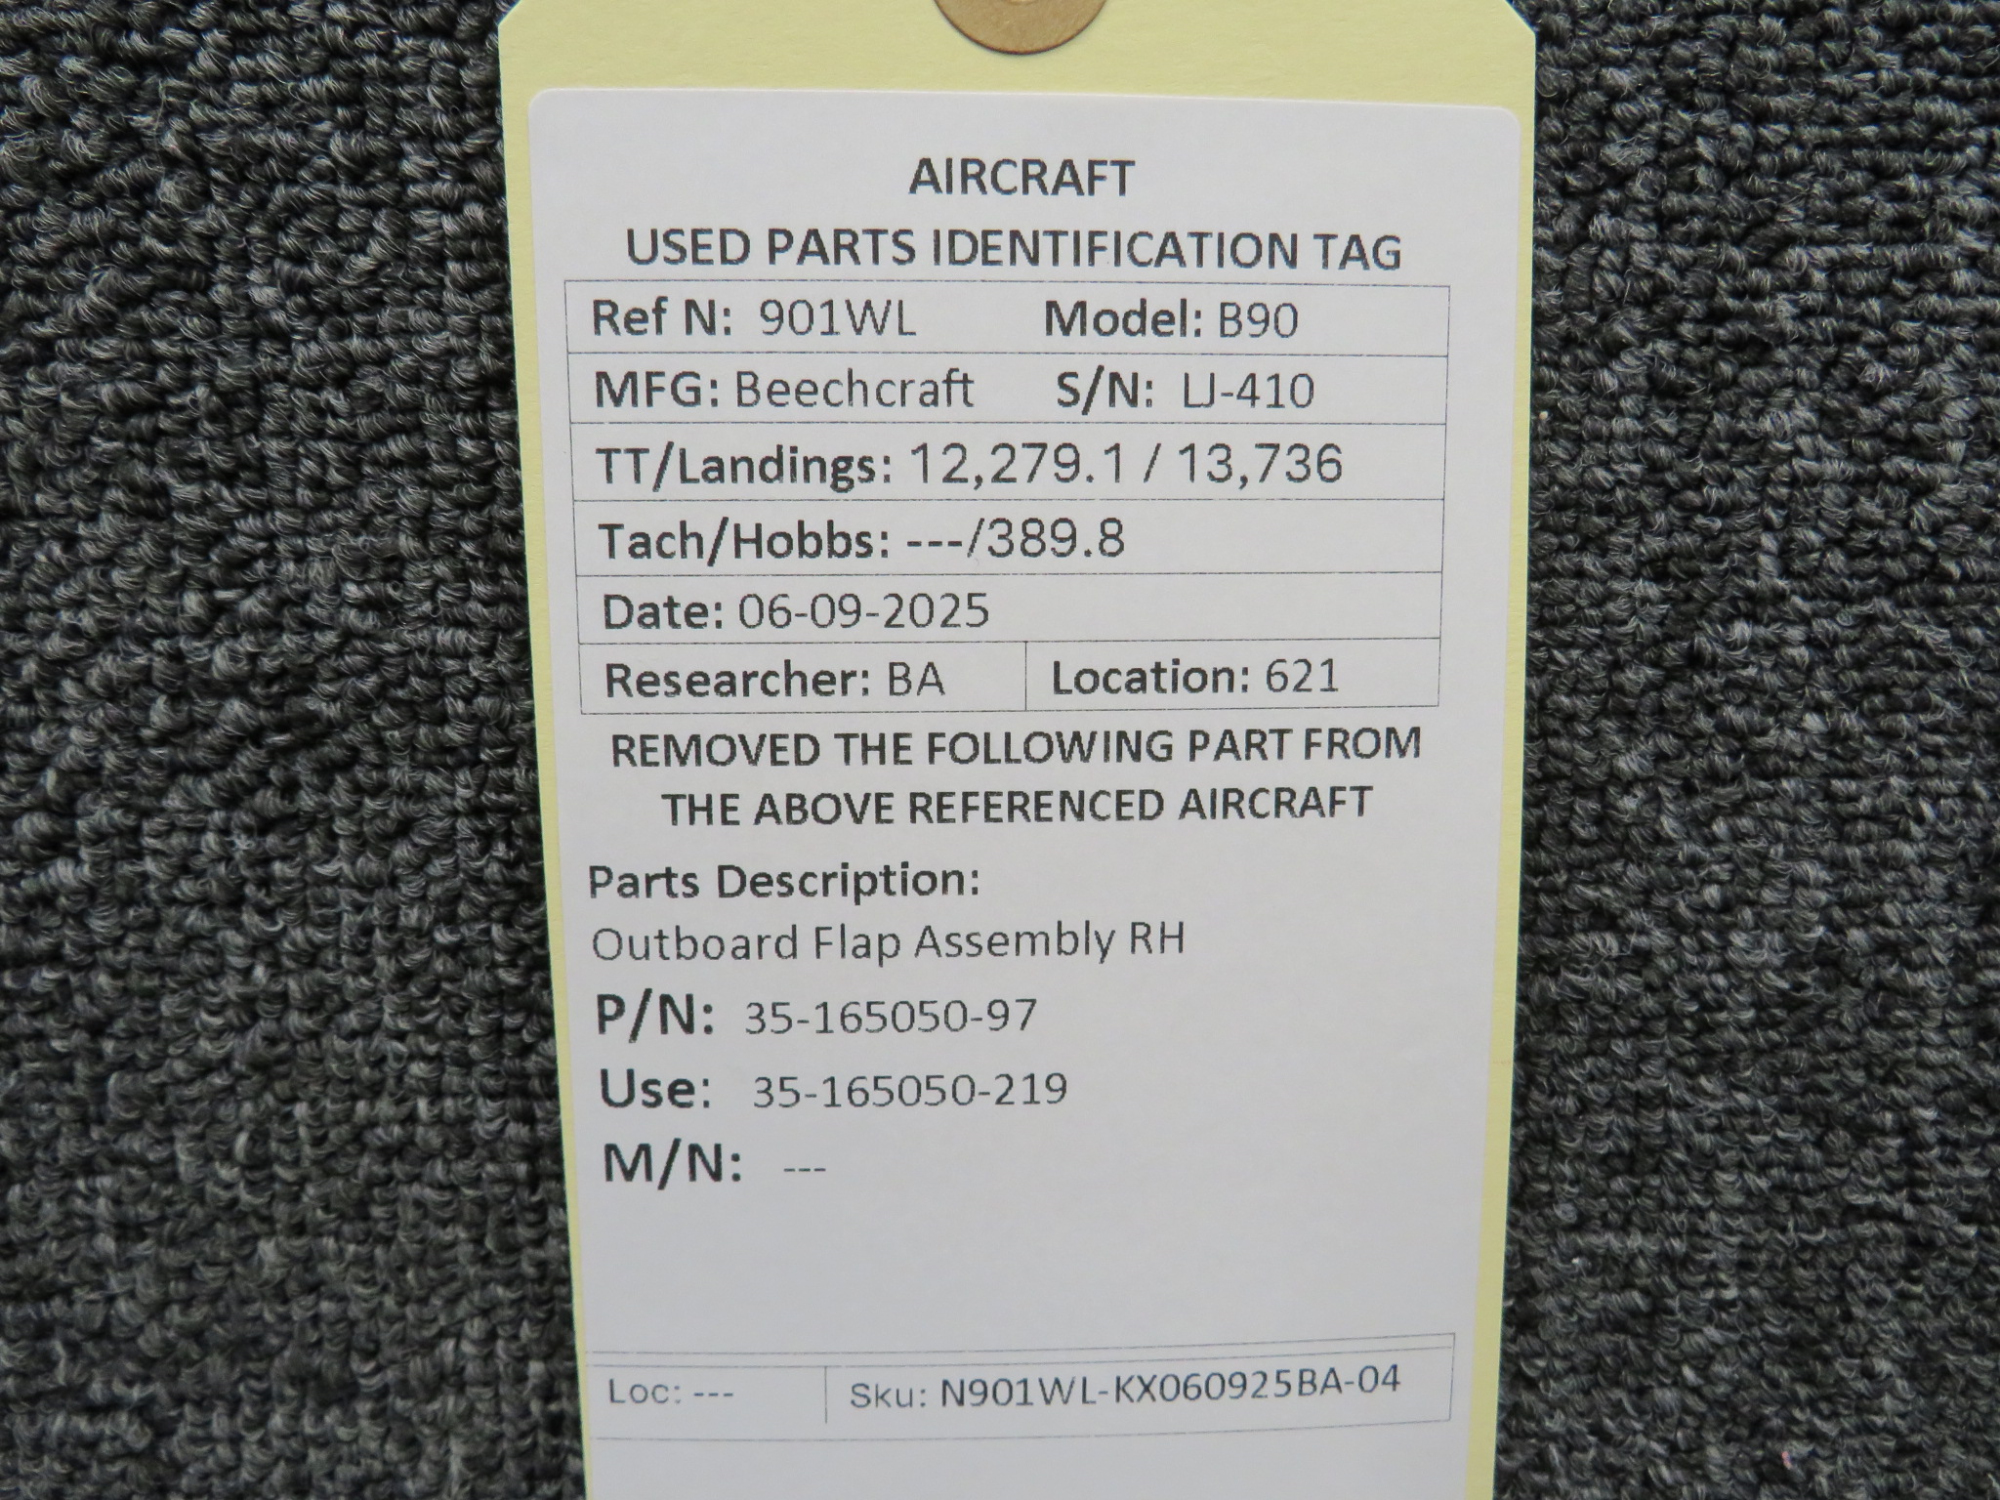 AIRCRAFT
USED PARTS IDENTIFICATION TAG
Ref N: 901WL Model: B90
MFG: Beechcraft S/N: LJ-410
TT/Landings: 12,279.1 / 13,736
Tach/Hobbs: ---/389.8
Date: 06-09-2025
Researcher: BA Location: 621
REMOVED THE FOLLOWING PART FROM
THE ABOVE REFERENCED AIRCRAFT
Parts Description:
Outboard Flap Assembly RH
P/N: 35-165050-97
Use: 35-165050-219
M/N: ---
Loc: --- Sku: N901WL-KX060925BA-04